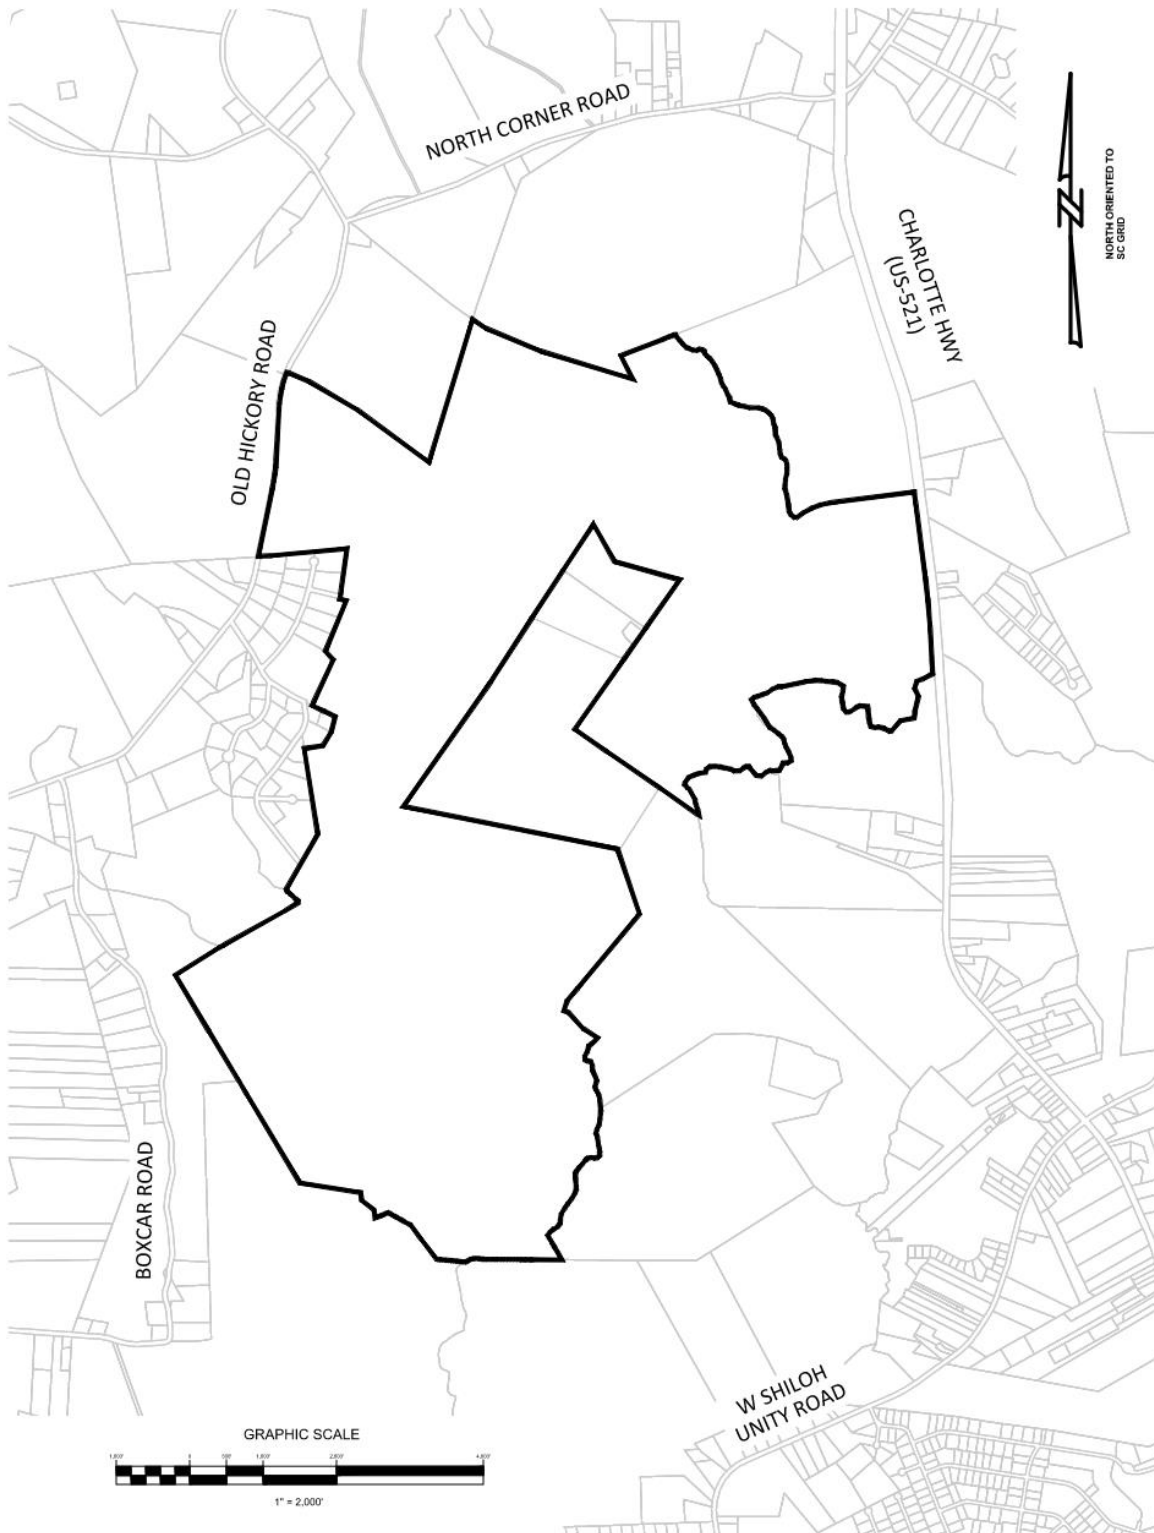 NORTH CORNER ROAD
NORTH ORIENTED TO
SC GRID
CHARLOTTE HWY
(US-521)
OLD HICKORY ROAD
BOXCAR ROAD
W SHILOH
UNITY ROAD
GRAPHIC SCALE
0
1" = 2,000'